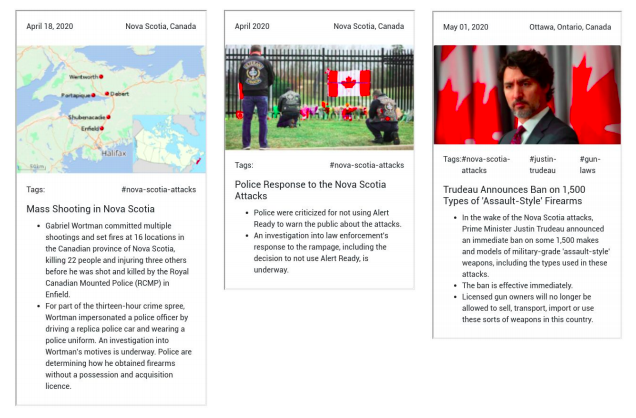 April 18, 2020 Nova Scotia, Canada
Wentworth
Portapique
Debert
Shubenacadie
Enfield
Halifax
Tags: #nova-scotia-attacks
Mass Shooting in Nova Scotia
• Gabriel Wortman committed multiple
shootings and set fires at 16 locations in
the Canadian province of Nova Scotia,
killing 22 people and injuring three others
before he was shot and killed by the Royal
Canadian Mounted Police (RCMP) in
Enfield.
• For part of the thirteen-hour crime spree,
Wortman impersonated a police officer by
driving a replica police car and wearing a
police uniform. An investigation into
Wortman's motives is underway. Police are
determining how he obtained firearms
without a possession and acquisition
licence.
April 2020 Nova Scotia, Canada
Tags: #nova-scotia-attacks
Police Response to the Nova Scotia
Attacks
• Police were criticized for not using Alert
Ready to warn the public about the attacks.
• An investigation into law enforcement's
response to the rampage, including the
decision to not use Alert Ready, is
underway.
May 01, 2020 Ottawa, Ontario, Canada
Tags:#nova-scotia- #justin- #gun-
attacks trudeau laws
Trudeau Announces Ban on 1,500
Types of 'Assault-Style' Firearms
• In the wake of the Nova Scotia attacks,
Prime Minister Justin Trudeau announced
an immediate ban on some 1,500 makes
and models of military-grade 'assault-style'
weapons, including the types used in these
attacks.
• The ban is effective immediately.
• Licensed gun owners will no longer be
allowed to sell, transport, import or use
these sorts of weapons in this country.